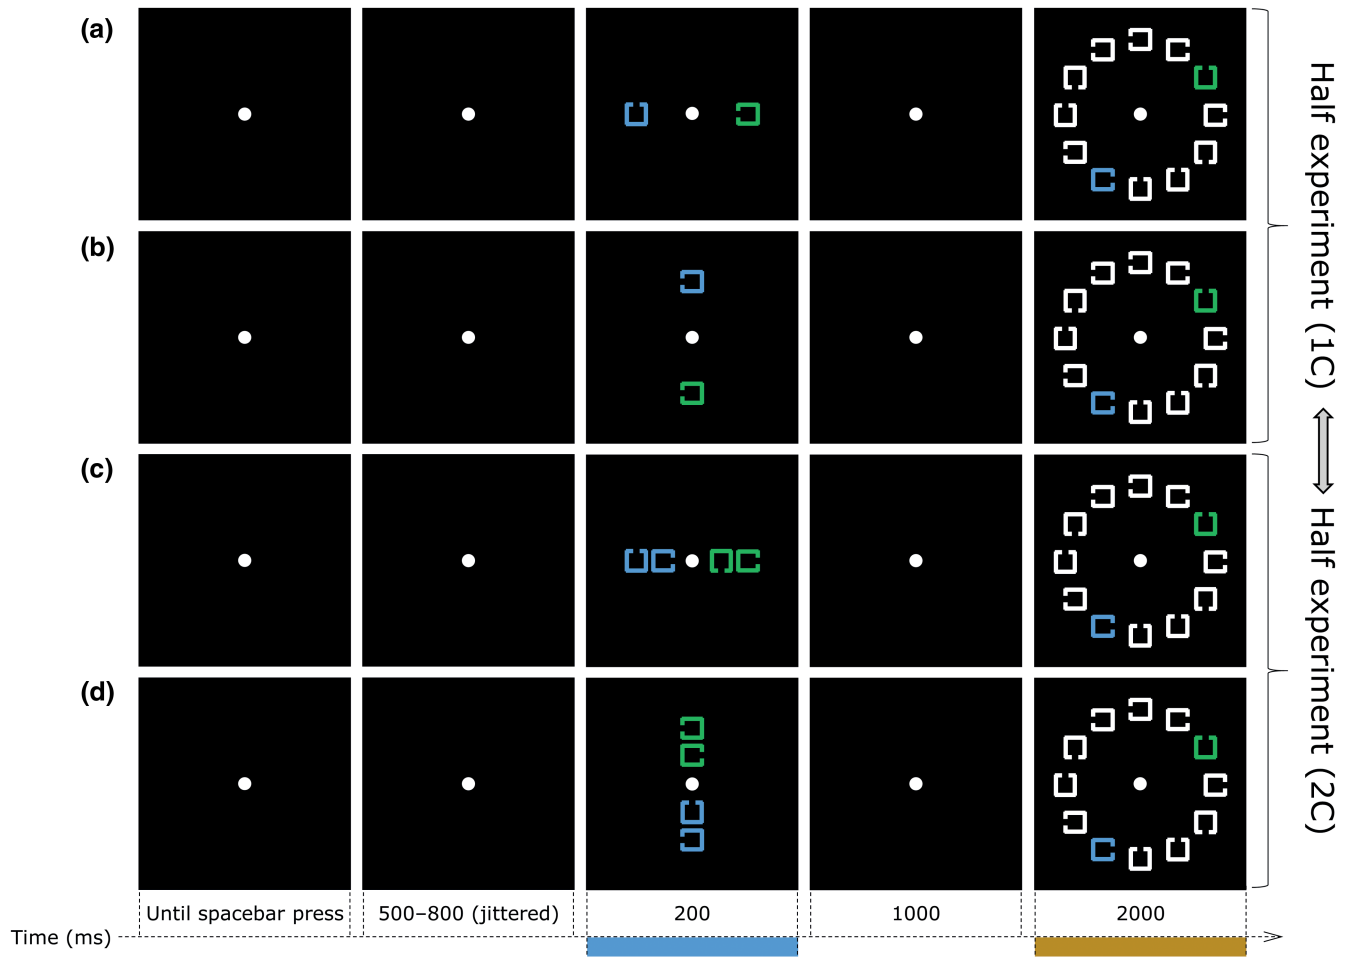 (a)
(b)
(c)
(d)
Half experiment (1C)
Half experiment (2C)
Until spacebar press
500–800 (jittered)
200
1000
2000
Time (ms)